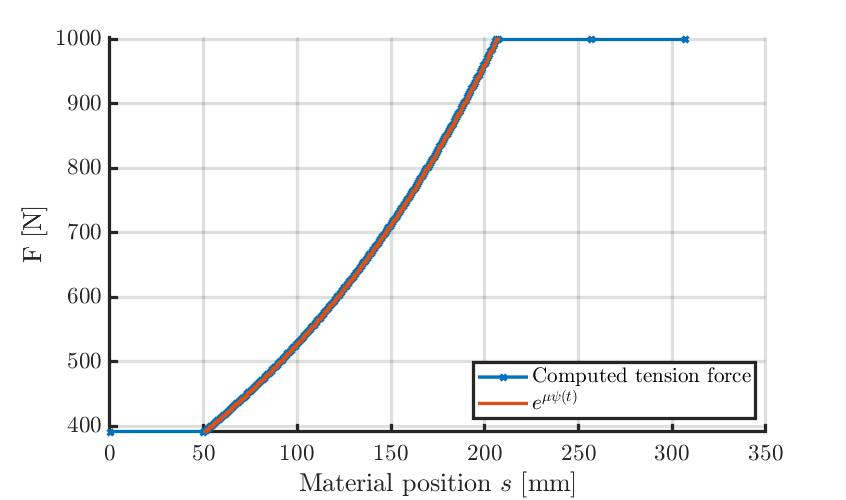 1000
900
800
700
600
500
400
F [N]
0 50 100 150 200 250 300 350
Material position s [mm]
Computed tension force
e^{μψ(t)}